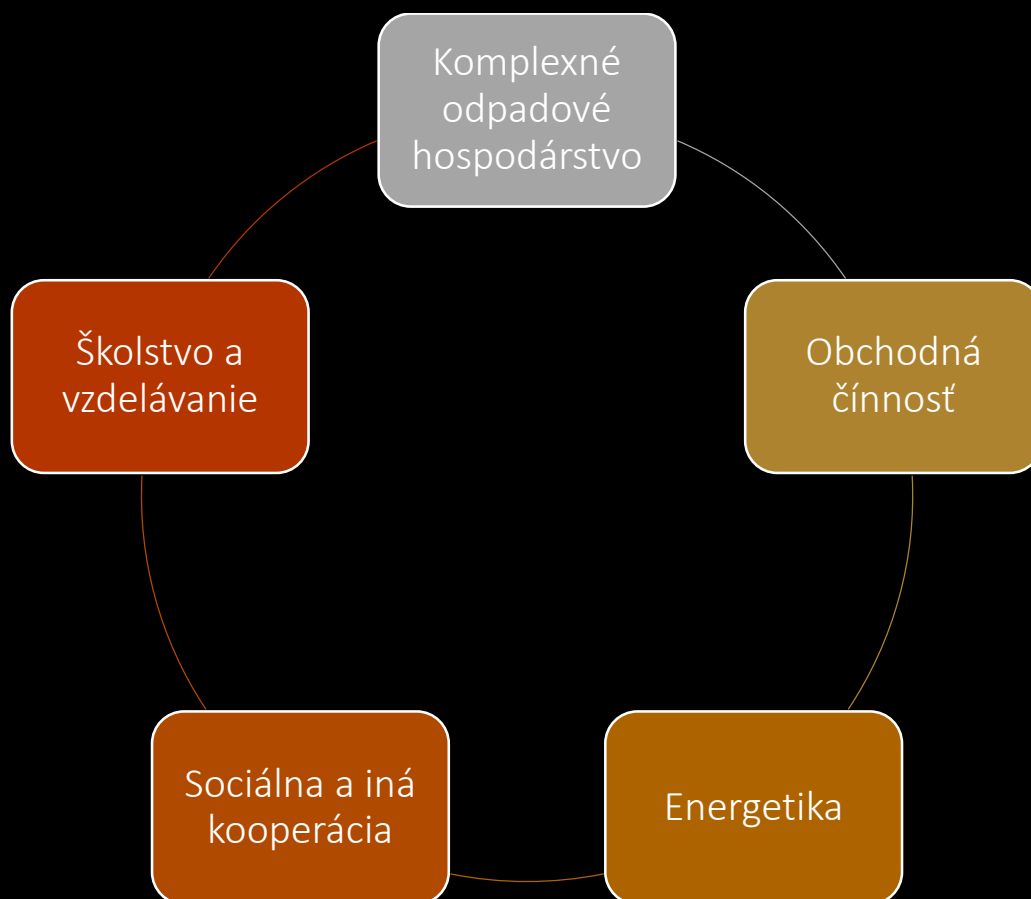 Komplexné
odpadové
hospodárstvo
Obchodná
čínnosť
Energetika
Sociálna a iná
kooperácia
Školstvo a
vzdelávanie